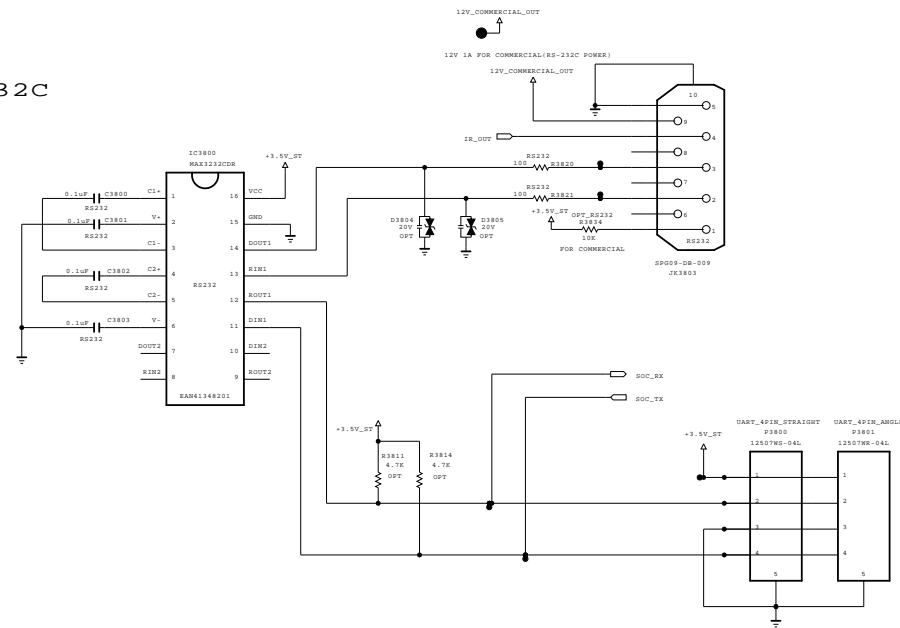 12V_COMMERCIAL_OUT
12V 1A FOR COMMERCIAL(RS-232C POWER)
12V_COMMERCIAL_OUT
32C
10
5
9
IR_OUT
4
8
RS232
100 R3820
3
7
RS232
100 R3821
2
+3.5V_ST
OPT_RS232
R3834
10K
FOR COMMERCIAL
6
1
RS232
SPG09-DB-009
JK3803
D3804
20V
OPT
D3805
20V
OPT
IC3800
MAX3232CDR
+3.5V_ST
0.1uF C3800
RS232
0.1uF C3801
RS232
0.1uF C3802
RS232
0.1uF C3803
RS232
C1+ 1 16 VCC
V+ 2 15 GND
C1- 3 14 DOUT1
C2+ 4 13 RIN1
RS232
C2- 5 12 ROUT1
V- 6 11 DIN1
DOUT2 7 10 DIN2
RIN2 8 9 ROUT2
EAN41348201
SOC_RX
SOC_TX
+3.5V_ST
R3811
4.7K
OPT
R3814
4.7K
OPT
+3.5V_ST
UART_4PIN_STRAIGHT
P3800
12507WS-04L
1
2
3
4
5
UART_4PIN_ANGL
P3801
12507WR-04L
1
2
3
4
5